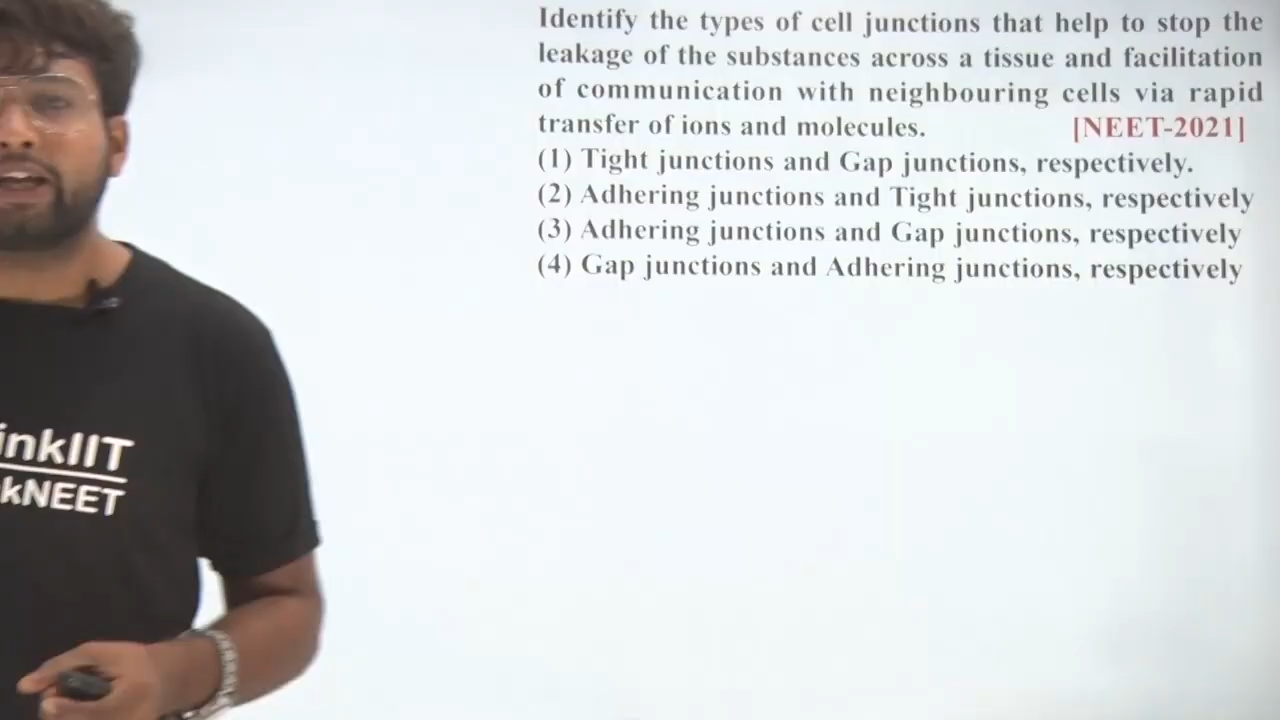 Identify the types of cell junctions that help to stop the
leakage of the substances across a tissue and facilitation
of communication with neighbouring cells via rapid
transfer of ions and molecules. [NEET-2021]
(1) Tight junctions and Gap junctions, respectively.
(2) Adhering junctions and Tight junctions, respectively
(3) Adhering junctions and Gap junctions, respectively
(4) Gap junctions and Adhering junctions, respectively
inkIIT
kNEET